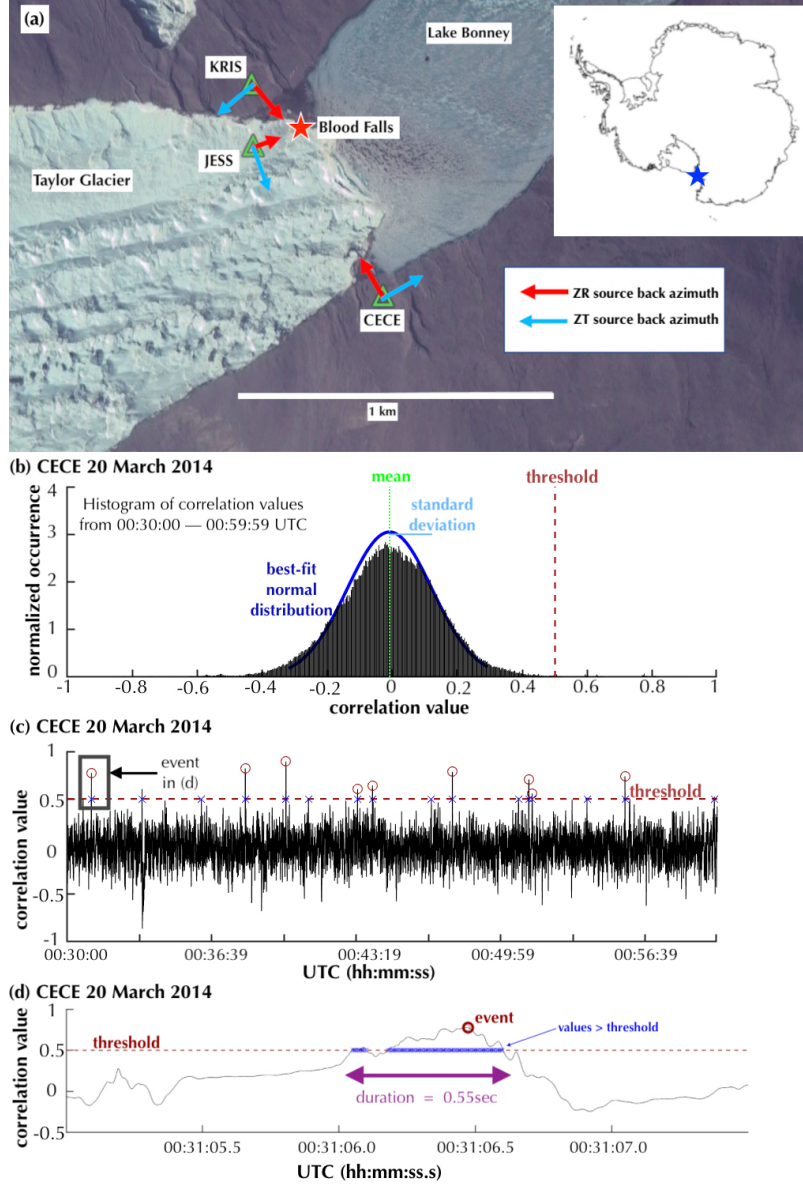 (a)
Lake Bonney
KRIS
Blood Falls
JESS
Taylor Glacier
CECE
ZR source back azimuth
ZT source back azimuth
1 km
(b) CECE 20 March 2014
mean
threshold
Histogram of correlation values
from 00:30:00 — 00:59:59 UTC
standard
deviation
best-fit
normal
distribution
normalized occurrence
4
3
2
1
0
-1
-0.8
-0.6
-0.4
-0.2
0
0.2
0.4
0.6
0.8
1
correlation value
(c) CECE 20 March 2014
event
in (d)
threshold
correlation value
1
0.5
0
-0.5
-1
00:30:00
00:36:39
00:43:19
00:49:59
00:56:39
UTC (hh:mm:ss)
(d) CECE 20 March 2014
event
values > threshold
threshold
duration = 0.55sec
correlation value
1
0.5
0
-0.5
00:31:05.5
00:31:06.0
00:31:06.5
00:31:07.0
UTC (hh:mm:ss.s)